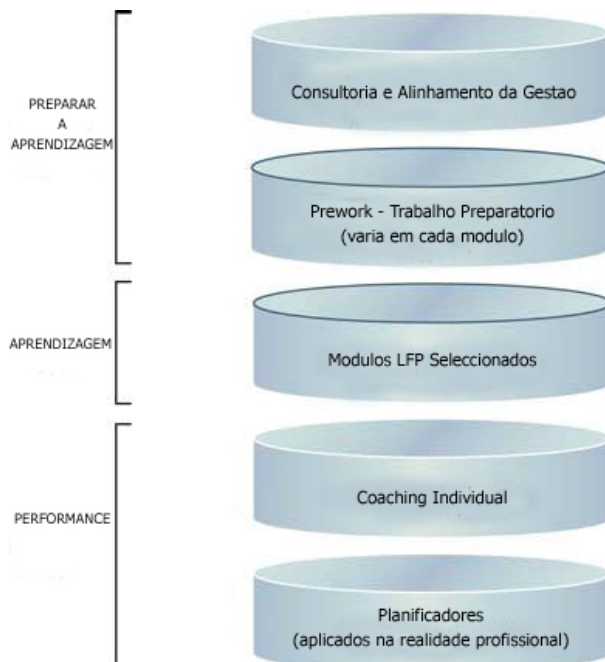 PREPARAR
A
APRENDIZAGEM
Consultoria e Alinhamento da Gestao
Prework - Trabalho Preparatorio
(varia em cada modulo)
APRENDIZAGEM
Modulos LFP Seleccionados
PERFORMANCE
Coaching Individual
Planificadores
(aplicados na realidade profissional)